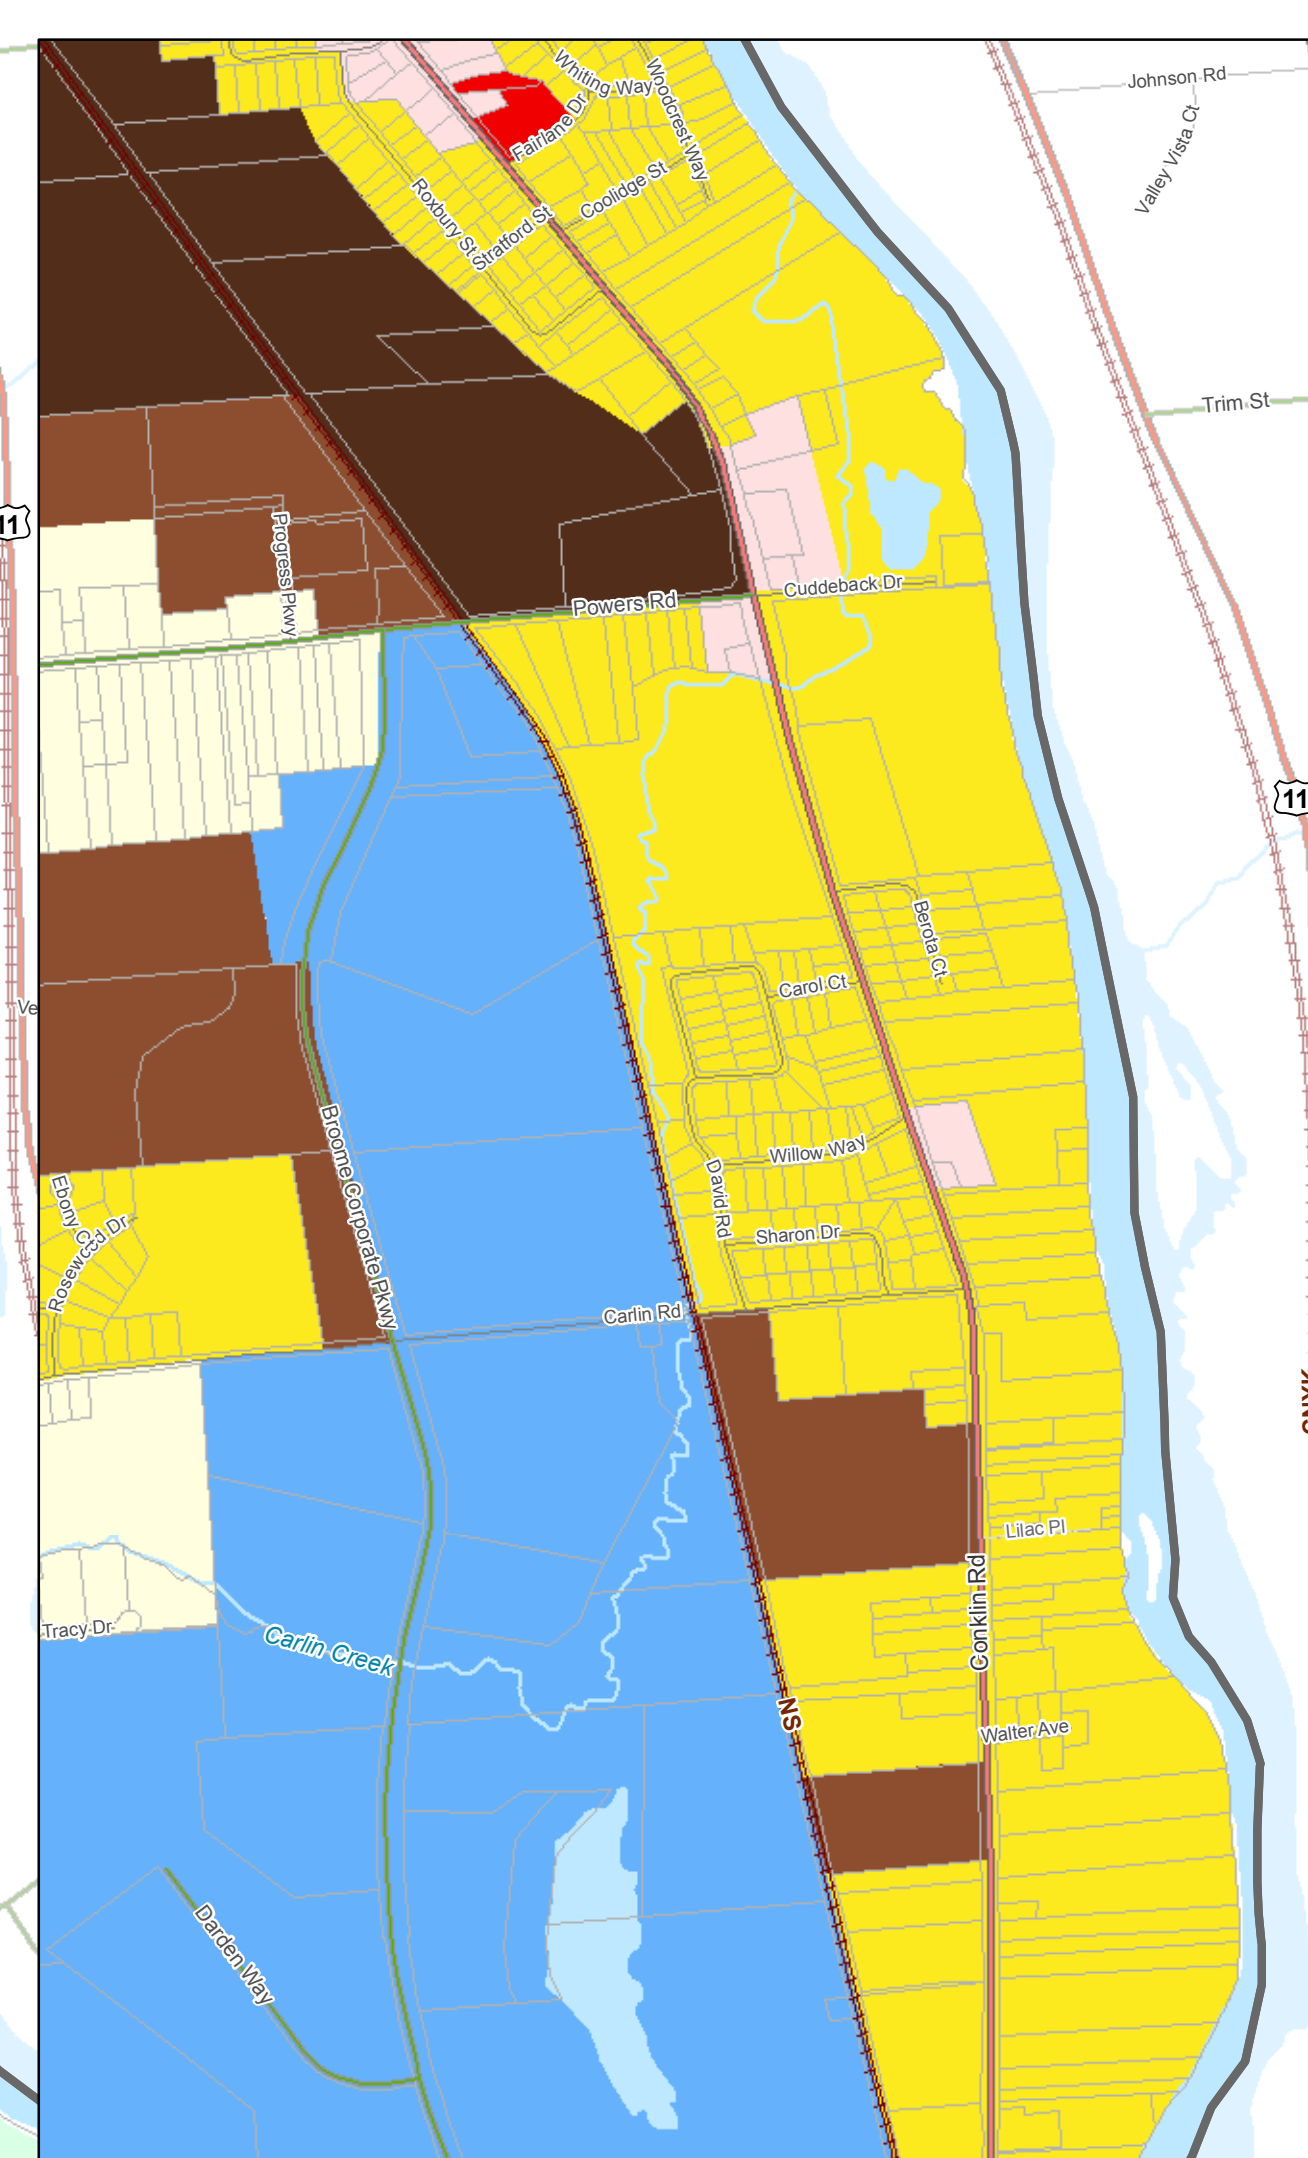 Johnson Rd
Whiting Way
Woodcrest Way
Fairlane Dr
Valley Vista Ct
Coolidge St
Roxbury St
Stratford St
Trim St
11
Progress Pkwy
Cuddeback Dr
Powers Rd
11
Berota Ct
Carol Ct
Ve
Broome Corporate Pkwy
Willow Way
David Rd
Ebony Ct
Rosewood Dr
Sharon Dr
Carlin Rd
Lilac Pl
Conklin Rd
Tracy Dr
Carlin Creek
NS
Walter Ave
Darden Way